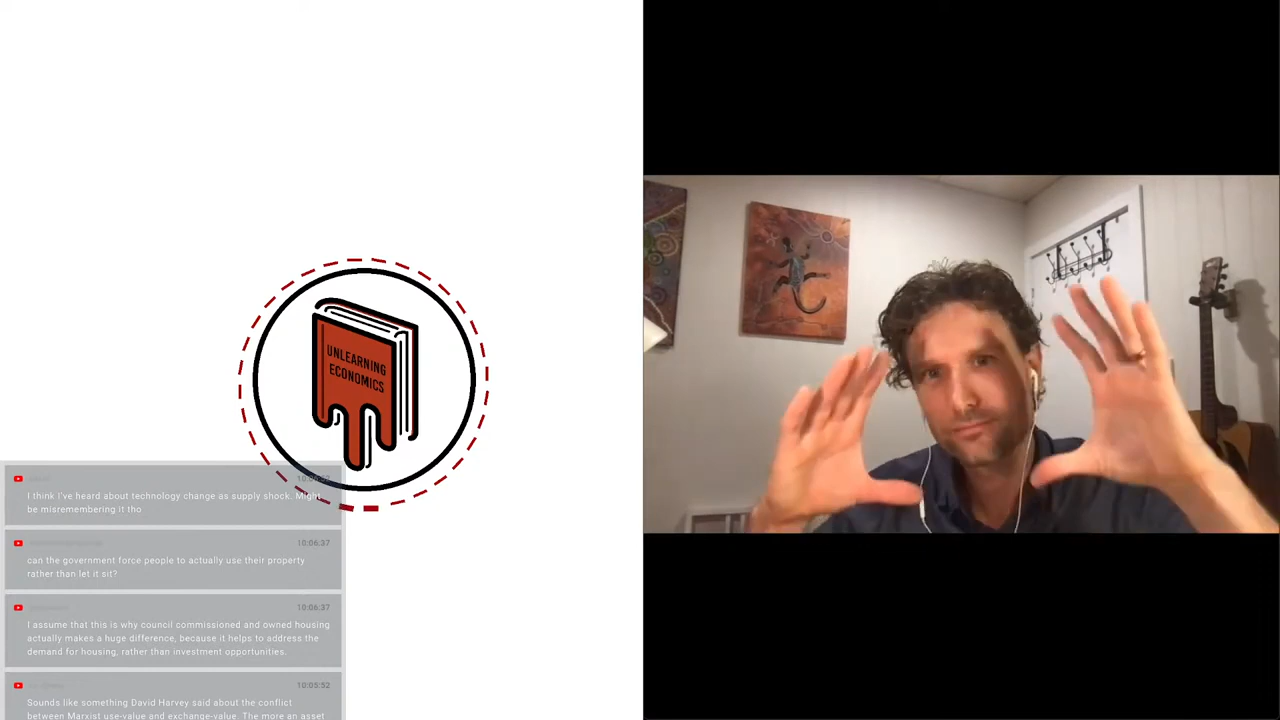 UNLEARNING
ECONOMICS
I think I've heard about technology change as supply shock. Might
be misremembering it tho
10:06:37
can the government force people to actually use their property
rather than let it sit?
10:06:37
I assume that this is why council commissioned and owned housing
actually makes a huge difference, because it helps to address the
demand for housing, rather than investment opportunities.
10:05:52
Sounds like something David Harvey said about the conflict
between Marxist use-value and exchange-value. The more an asset